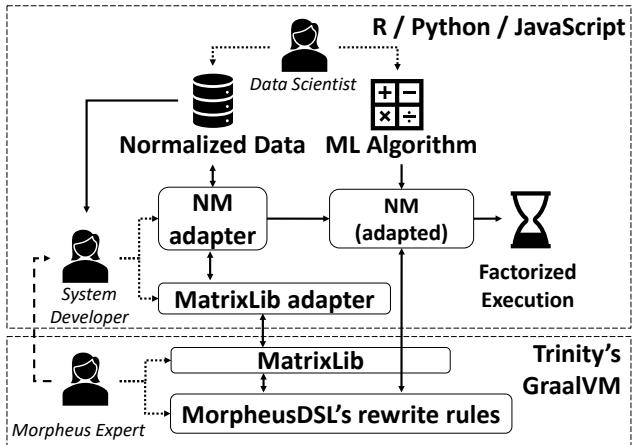 R / Python / JavaScript
Data Scientist
Normalized Data
ML Algorithm
NM
adapter
NM
(adapted)
Factorized
Execution
System
Developer
MatrixLib adapter
MatrixLib
Trinity's
GraalVM
Morpheus Expert
MorpheusDSL's rewrite rules